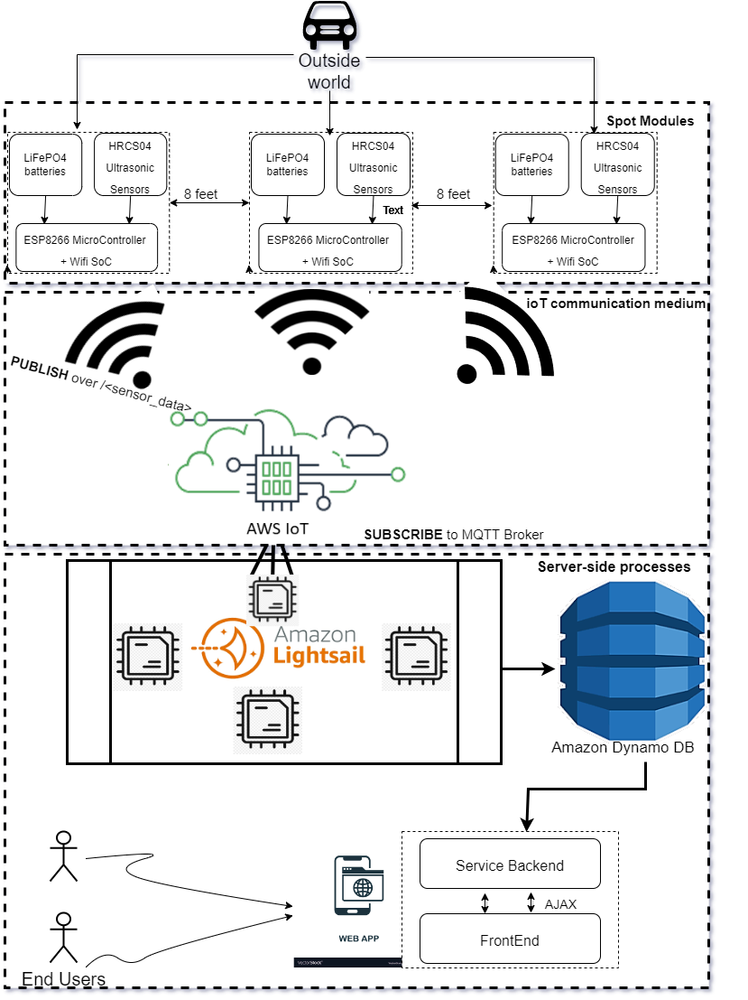 Outside
world
Spot Modules
LiFePO4
batteries
HRCS04
Ultrasonic
Sensors
ESP8266 MicroController
+ Wifi SoC
8 feet
LiFePO4
batteries
HRCS04
Ultrasonic
Sensors
Text
ESP8266 MicroController
+ Wifi SoC
8 feet
LiFePO4
batteries
HRCS04
Ultrasonic
Sensors
ESP8266 MicroController
+ Wifi SoC
ioT communication medium
PUBLISH over /<sensor_data>
AWS IoT
SUBSCRIBE to MQTT Broker
Server-side processes
Amazon
Lightsail
Amazon Dynamo DB
Service Backend
AJAX
FrontEnd
WEB APP
VectorStock
End Users